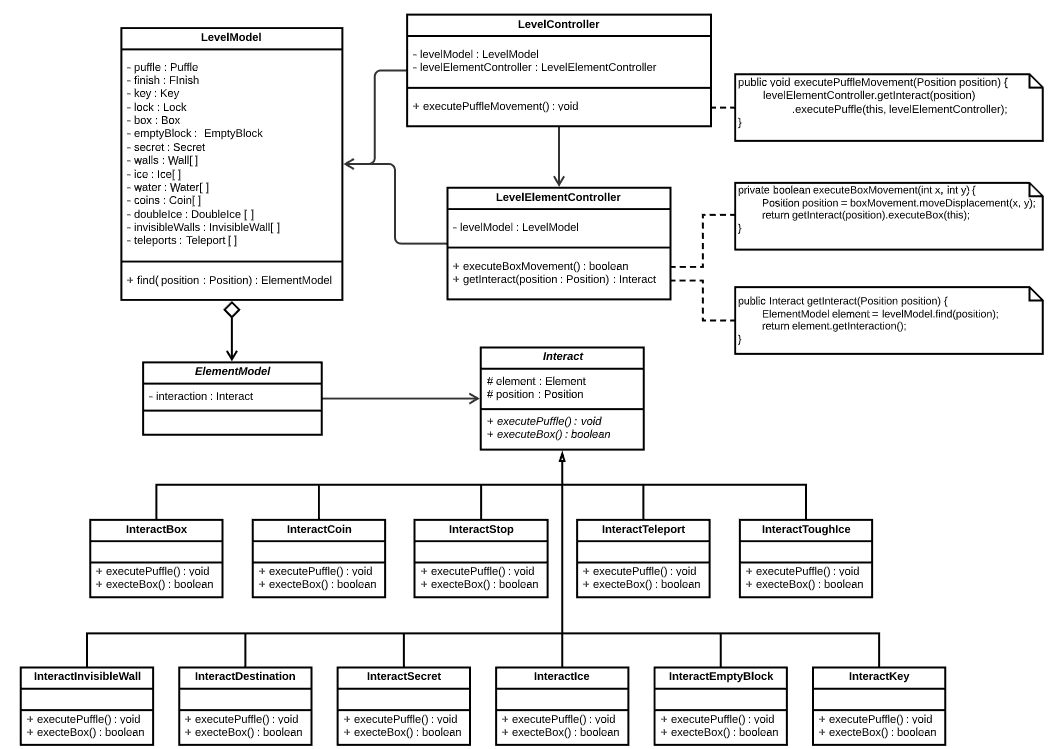 LevelModel
- puffle : Puffle
- finish : FInish
- key : Key
- lock : Lock
- box : Box
- emptyBlock : EmptyBlock
- secret : Secret
- walls : Wall[ ]
- ice : Ice[ ]
- water : Water[ ]
- coins : Coin[ ]
- doubleIce : DoubleIce [ ]
- invisibleWalls : InvisibleWall[ ]
- teleports : Teleport [ ]
+ find( position : Position) : ElementModel
LevelController
- levelModel : LevelModel
- levelElementController : LevelElementController
+ executePuffleMovement() : void
public void executePuffleMovement(Position position) {
levelElementController.getInteract(position)
.executePuffle(this, levelElementController);
}
LevelElementController
- levelModel : LevelModel
+ executeBoxMovement() : boolean
+ getInteract(position : Position) : Interact
private boolean executeBoxMovement(int x, int y) {
Position position = boxMovement.moveDisplacement(x, y);
return getInteract(position).executeBox(this);
}
public Interact getInteract(Position position) {
ElementModel element = levelModel.find(position);
return element.getInteraction();
}
ElementModel
- interaction : Interact
Interact
# element : Element
# position : Position
+ executePuffle() : void
+ executeBox() : boolean
InteractBox
+ executePuffle() : void
+ execteBox() : boolean
InteractCoin
+ executePuffle() : void
+ execteBox() : boolean
InteractStop
+ executePuffle() : void
+ execteBox() : boolean
InteractTeleport
+ executePuffle() : void
+ execteBox() : boolean
InteractToughIce
+ executePuffle() : void
+ execteBox() : boolean
InteractInvisibleWall
+ executePuffle() : void
+ execteBox() : boolean
InteractDestination
+ executePuffle() : void
+ execteBox() : boolean
InteractSecret
+ executePuffle() : void
+ execteBox() : boolean
InteractIce
+ executePuffle() : void
+ execteBox() : boolean
InteractEmptyBlock
+ executePuffle() : void
+ execteBox() : boolean
InteractKey
+ executePuffle() : void
+ execteBox() : boolean